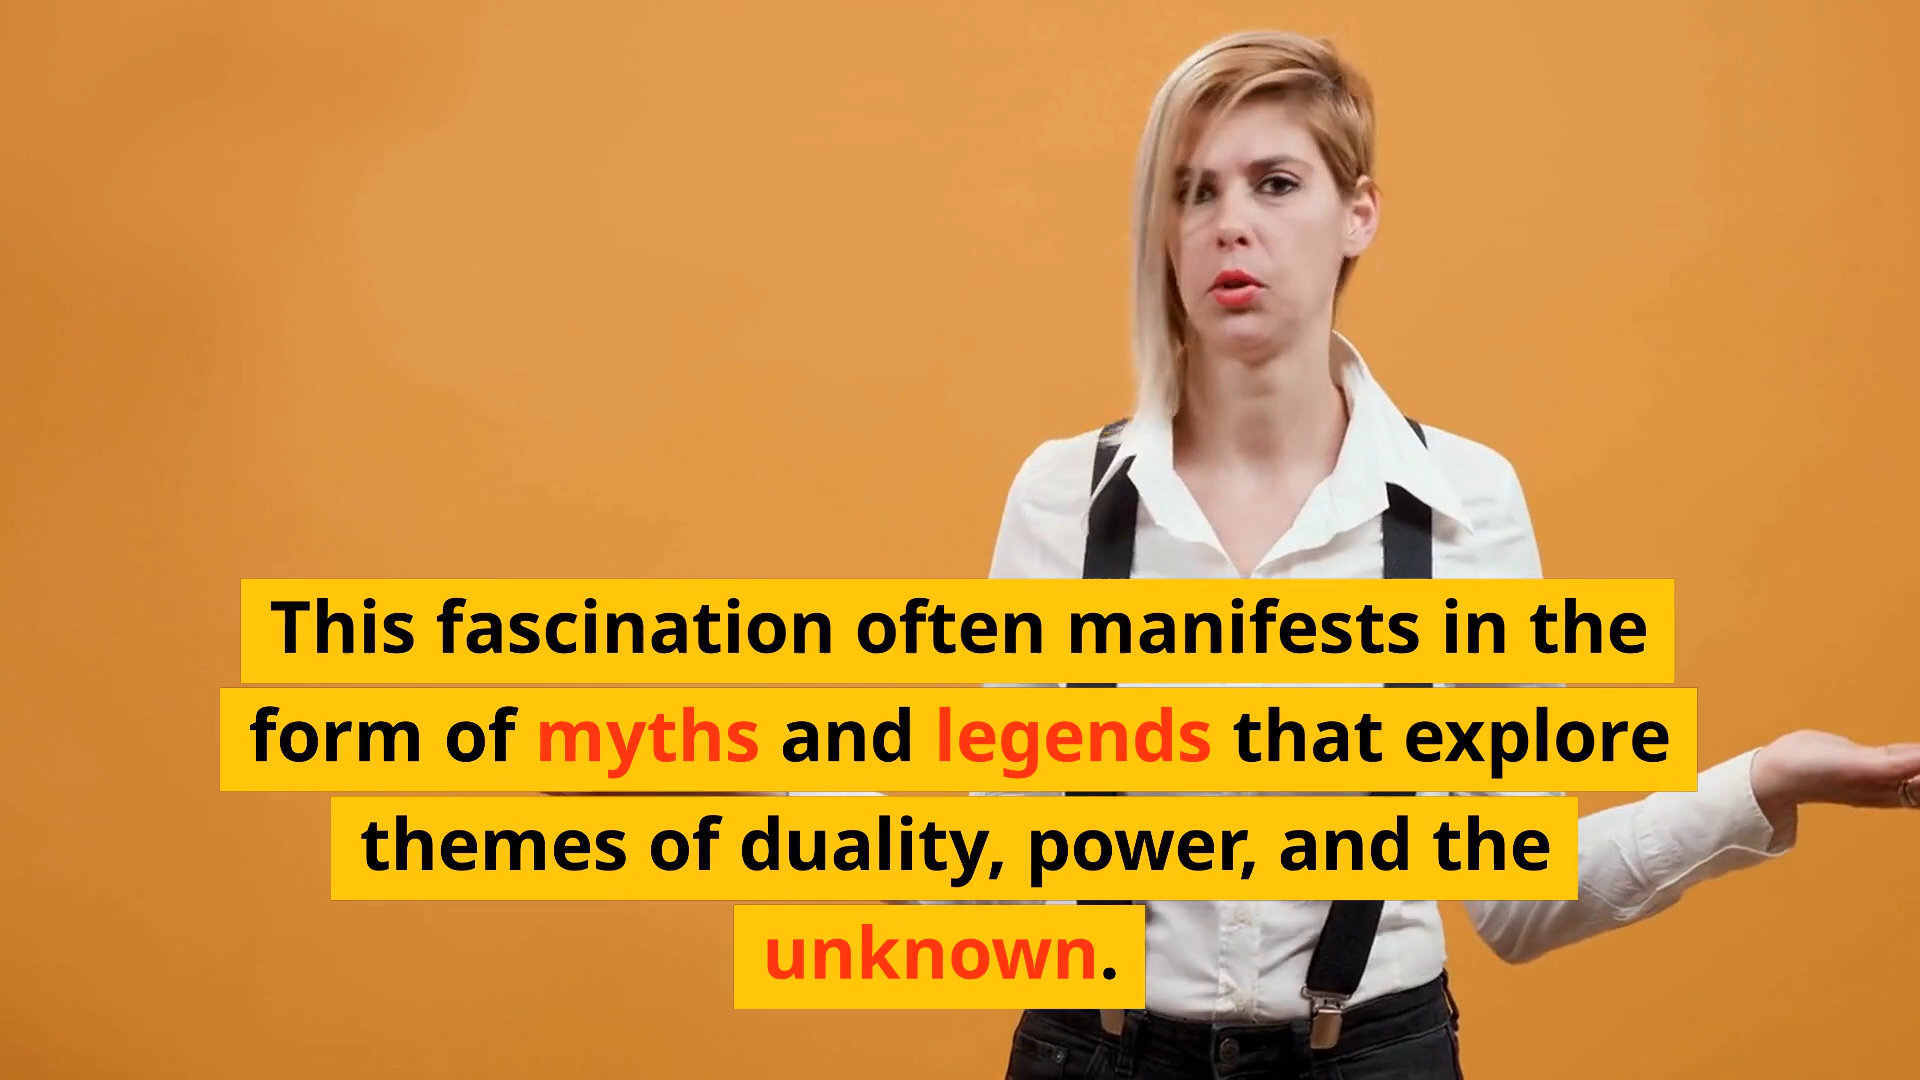 This fascination often manifests in the
form of myths and legends that explore
themes of duality, power, and the
unknown.